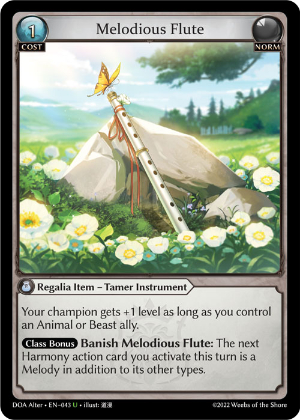 1
Melodious Flute
COST
NORM
Regalia Item – Tamer Instrument
Your champion gets +1 level as long as you control
an Animal or Beast ally.
Class Bonus Banish Melodious Flute: The next
Harmony action card you activate this turn is a
Melody in addition to its other types.
DOA Alter • EN-043 U • illust: 瀧漫
©2022 Weebs of the Shore